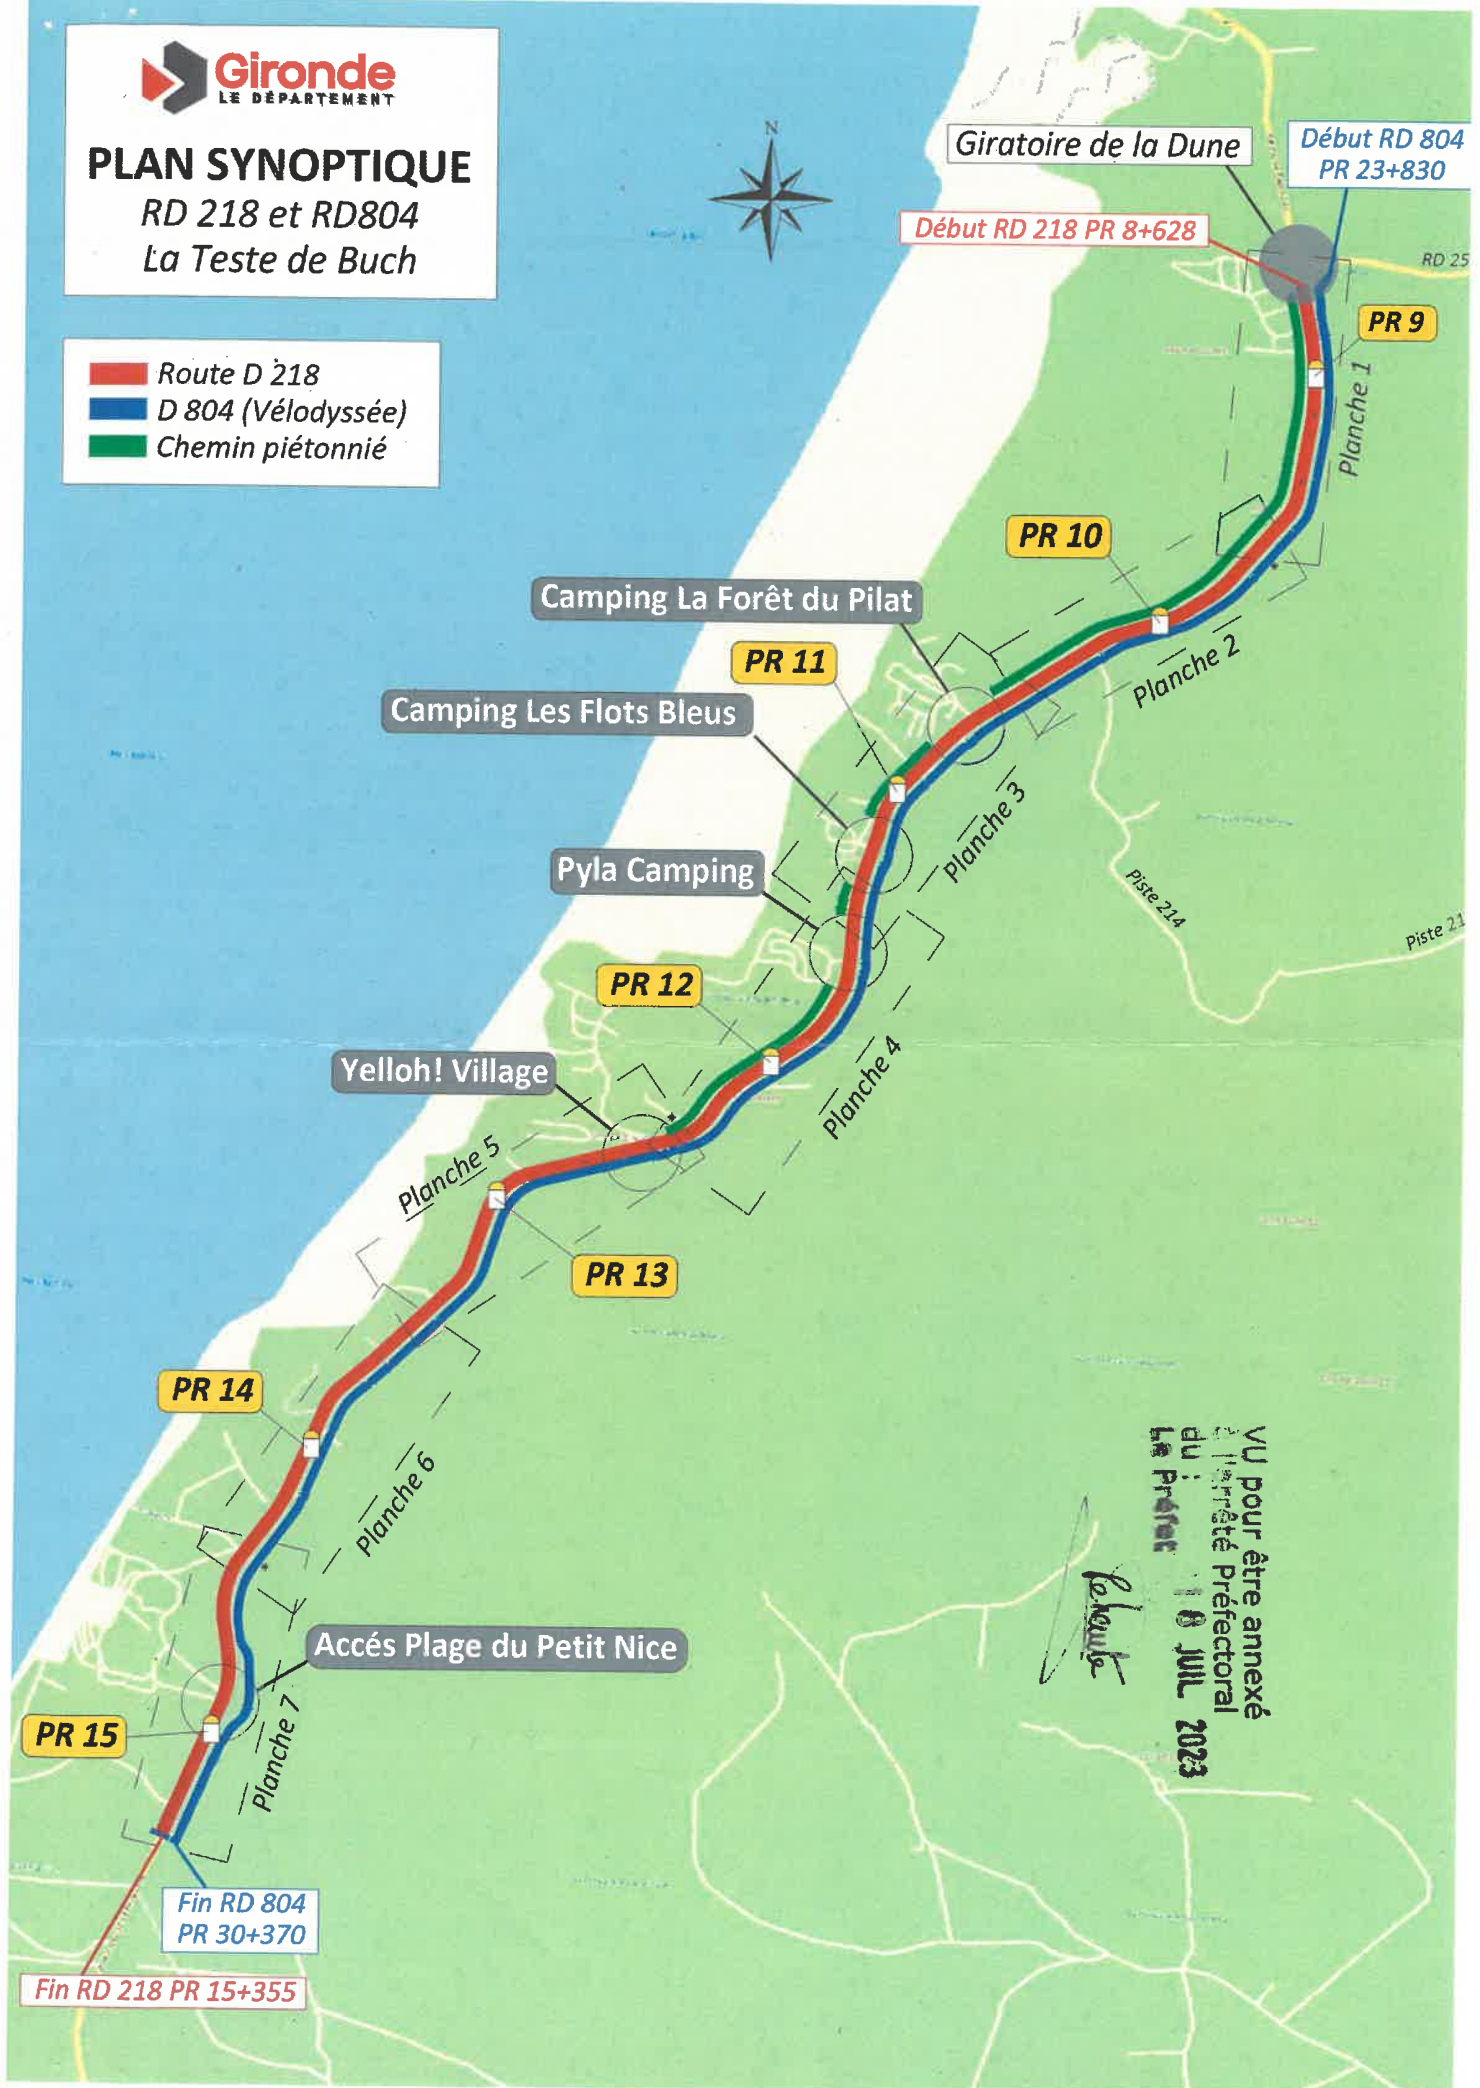 Gironde
LE DÉPARTEMENT
PLAN SYNOPTIQUE
RD 218 et RD804
La Teste de Buch
Route D 218
D 804 (Vélodyssée)
Chemin piétonnié
N
Giratoire de la Dune
Début RD 804
PR 23+830
Début RD 218 PR 8+628
RD 25
PR 9
Planche 1
PR 10
Camping La Forêt du Pilat
Planche 2
PR 11
Camping Les Flots Bleus
Planche 3
Pyla Camping
Piste 214
Piste 21
PR 12
Planche 4
Yelloh! Village
Planche 5
PR 13
PR 14
Planche 6
VU pour être annexé
à l'arrêté Préfectoral
du : 18 JUIL 2023
Le Préfet
Accés Plage du Petit Nice
PR 15
Planche 7
Fin RD 804
PR 30+370
Fin RD 218 PR 15+355